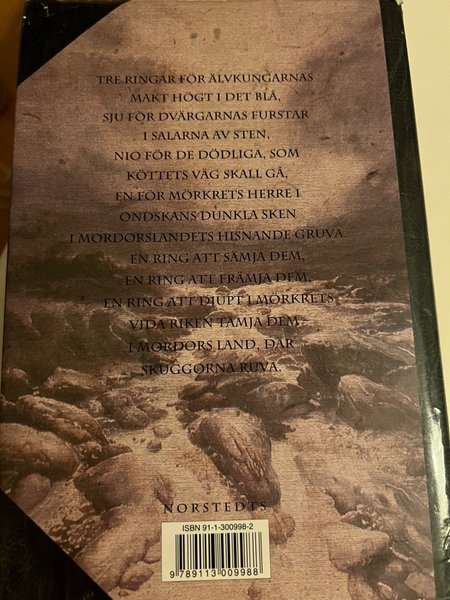 TRE RINGAR FÖR ÄLVKUNGARNAS
MAKT HÖGT I DET BLÅ,
SJU FÖR DVÄRGARNAS FURSTAR
I SALARNA AV STEN,
NIO FÖR DE DÖDLIGA, SOM
KÖTTETS VÄG SKALL GÅ,
EN FÖR MÖRKRETS HERRE I
ONDSKANS DUNKLA SKEN
I MORDORSLANDETS HISNANDE GRUVA.
EN RING ATT SÄMJA DEM,
EN RING ATT FRÄMJA DEM,
EN RING ATT DJUPT I MÖRKRETS
VIDA RIKEN TÄMJA DEM
I MORDORS LAND, DÄR
SKUGGORNA RUVA.
NORSTEDTS
ISBN 91-1-300998-2
9 789113 009988